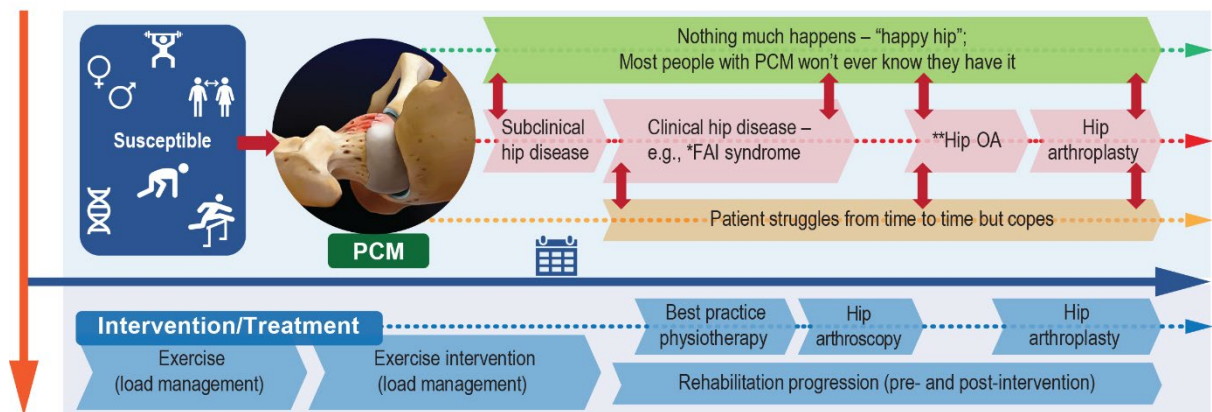 Nothing much happens – “happy hip”;
Most people with PCM won’t ever know they have it
Susceptible
Subclinical
hip disease
Clinical hip disease –
e.g., *FAI syndrome
**Hip OA
Hip
arthroplasty
Patient struggles from time to time but copes
PCM
Intervention/Treatment
Best practice
physiotherapy
Hip
arthroscopy
Hip
arthroplasty
Exercise
(load management)
Exercise intervention
(load management)
Rehabilitation progression (pre- and post-intervention)